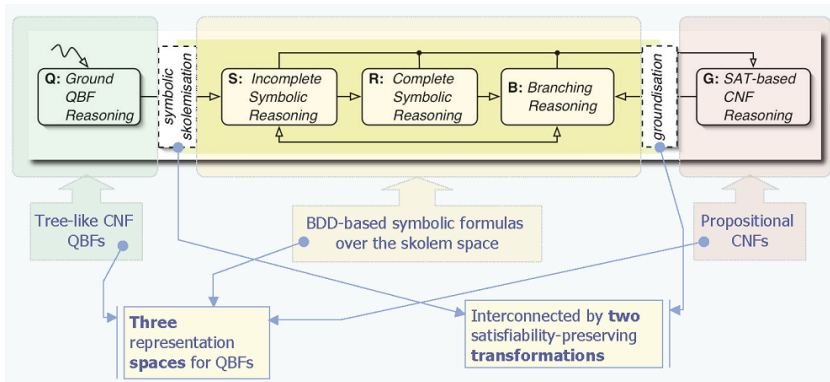 Q: Ground
QBF
Reasoning
symbolic
skolemisation
S: Incomplete
Symbolic
Reasoning
R: Complete
Symbolic
Reasoning
B: Branching
Reasoning
groundisation
G: SAT-based
CNF
Reasoning
Tree-like CNF
QBFs
BDD-based symbolic formulas
over the skolem space
Propositional
CNFs
Three
representation
spaces for QBFs
Interconnected by two
satisfiability-preserving
transformations